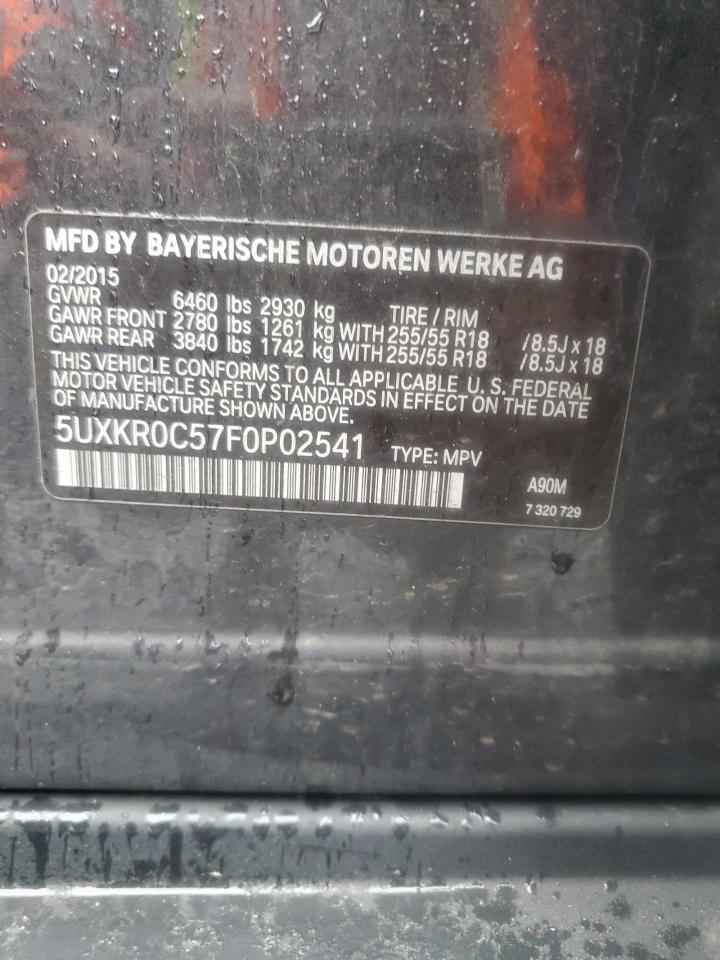 MFD BY BAYERISCHE MOTOREN WERKE AG
02/2015
GVWR 6460 lbs 2930 kg TIRE / RIM
GAWR FRONT 2780 lbs 1261 kg WITH 255/55 R18 /8.5J x 18
GAWR REAR 3840 lbs 1742 kg WITH 255/55 R18 /8.5J x 18
THIS VEHICLE CONFORMS TO ALL APPLICABLE U. S. FEDERAL
MOTOR VEHICLE SAFETY STANDARDS IN EFFECT ON THE DATE
OF MANUFACTURE SHOWN ABOVE.
5UXKR0C57F0P02541 TYPE: MPV
A90M
7 320 729